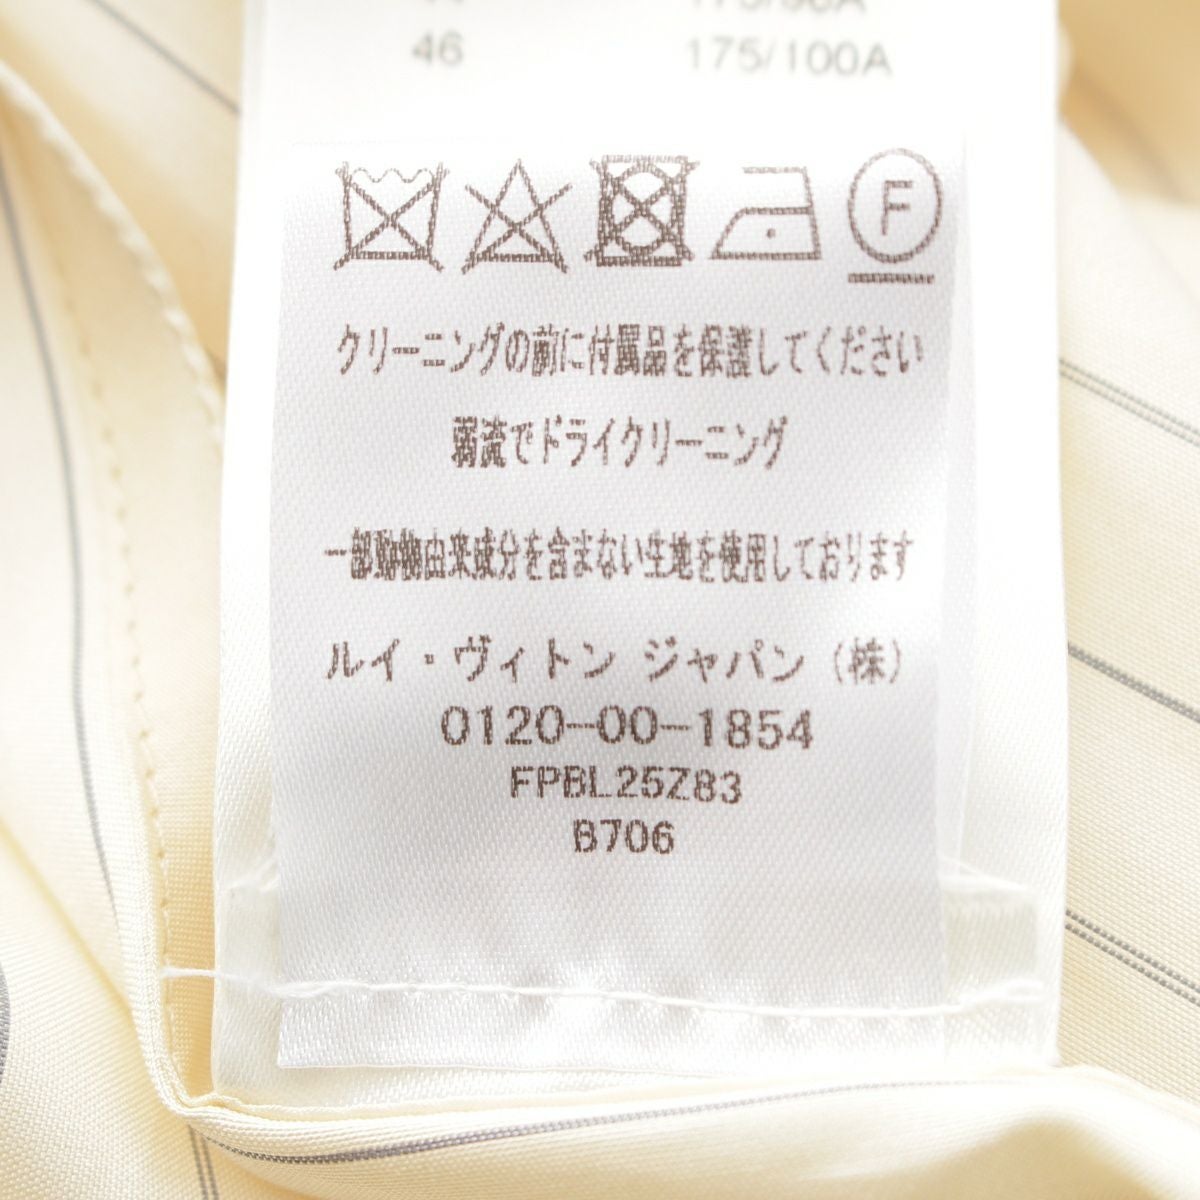 46 175/100A
F
クリーニングの前に付属品を保護してください
弱流でドライクリーニング
一部動物由来成分を含まない生地を使用しております
ルイ・ヴィトン ジャパン（株）
0120-00-1854
FPBL25Z83
B706